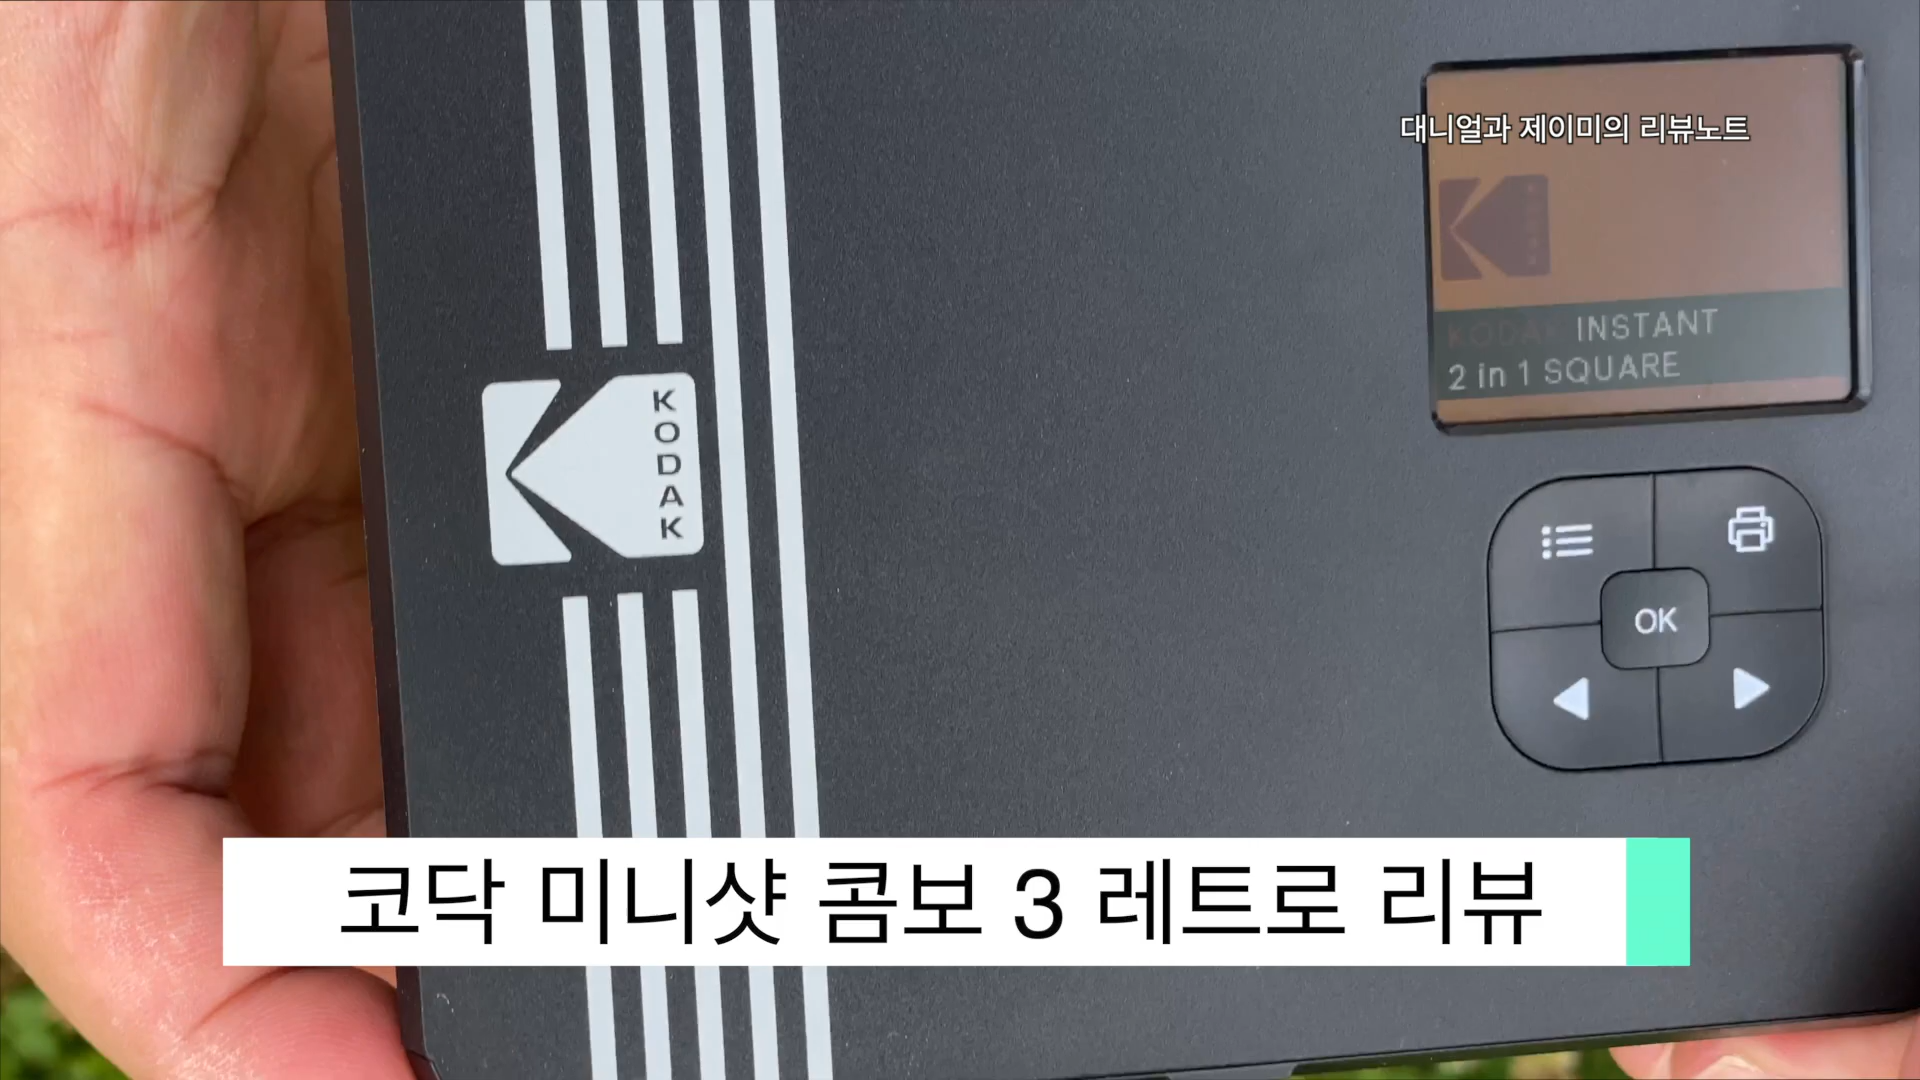 대니얼과 제이미의 리뷰노트
KODAK INSTANT
2 in 1 SQUARE
KODAK
OK
코닥 미니샷 콤보 3 레트로 리뷰